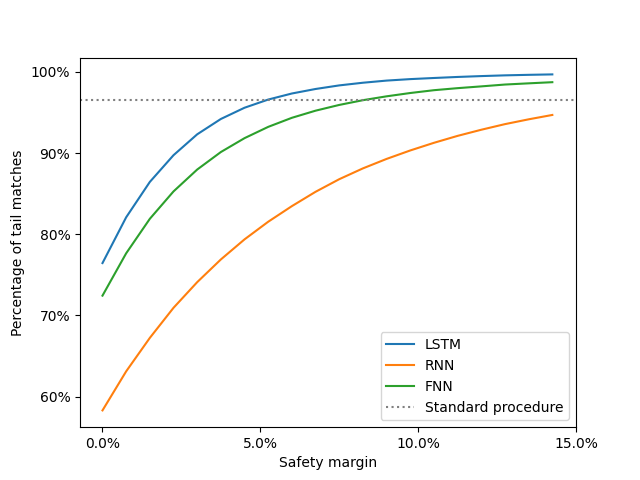 100%
90%
80%
70%
60%
Percentage of tail matches
0.0%
5.0%
10.0%
15.0%
Safety margin
LSTM
RNN
FNN
Standard procedure